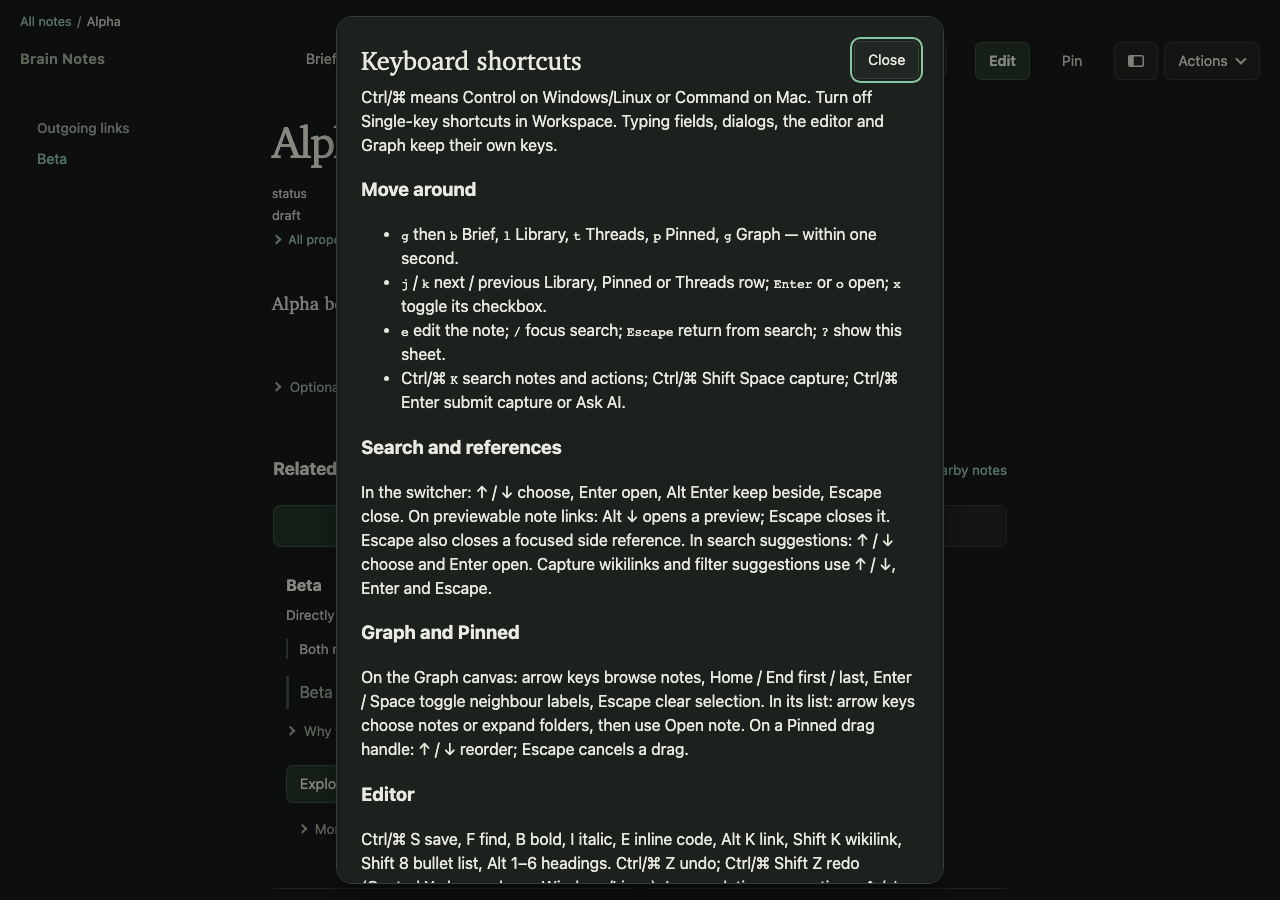 All notes / Alpha
Brain Notes
Brief
Edit
Pin
Actions
Outgoing links
Beta
status
draft
Related
Beta
Directly
Why
Keyboard shortcuts
Close
Ctrl/⌘ means Control on Windows/Linux or Command on Mac. Turn off
Single-key shortcuts in Workspace. Typing fields, dialogs, the editor and
Graph keep their own keys.
Move around
• g then b Brief, l Library, t Threads, p Pinned, g Graph — within one
second.
• j / k next / previous Library, Pinned or Threads row; Enter or o open; x
toggle its checkbox.
• e edit the note; / focus search; Escape return from search; ? show this
sheet.
• Ctrl/⌘ K search notes and actions; Ctrl/⌘ Shift Space capture; Ctrl/⌘
Enter submit capture or Ask AI.
Search and references
In the switcher: ↑ / ↓ choose, Enter open, Alt Enter keep beside, Escape
close. On previewable note links: Alt ↓ opens a preview; Escape closes it.
Escape also closes a focused side reference. In search suggestions: ↑ / ↓
choose and Enter open. Capture wikilinks and filter suggestions use ↑ / ↓,
Enter and Escape.
Graph and Pinned
On the Graph canvas: arrow keys browse notes, Home / End first / last, Enter
/ Space toggle neighbour labels, Escape clear selection. In its list: arrow keys
choose notes or expand folders, then use Open note. On a Pinned drag
handle: ↑ / ↓ reorder; Escape cancels a drag.
Editor
Ctrl/⌘ S save, F find, B bold, I italic, E inline code, Alt K link, Shift K wikilink,
Shift 8 bullet list, Alt 1–6 headings. Ctrl/⌘ Z undo; Ctrl/⌘ Shift Z redo